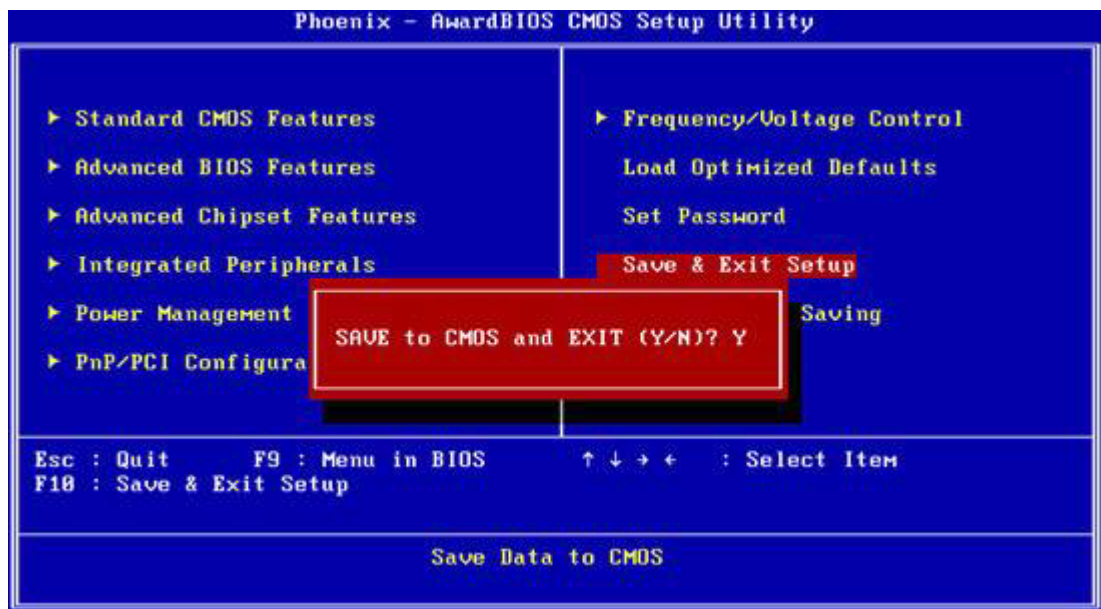 Phoenix - AwardBIOS CMOS Setup Utility
► Standard CMOS Features
► Advanced BIOS Features
► Advanced Chipset Features
► Integrated Peripherals
► Power Management
► PnP/PCI Configura
► Frequency/Voltage Control
Load Optimized Defaults
Set Password
Save & Exit Setup
Saving
SAVE to CMOS and EXIT (Y/N)? Y
Esc : Quit F9 : Menu in BIOS ↑ ↓ → ← : Select Item
F10 : Save & Exit Setup
Save Data to CMOS